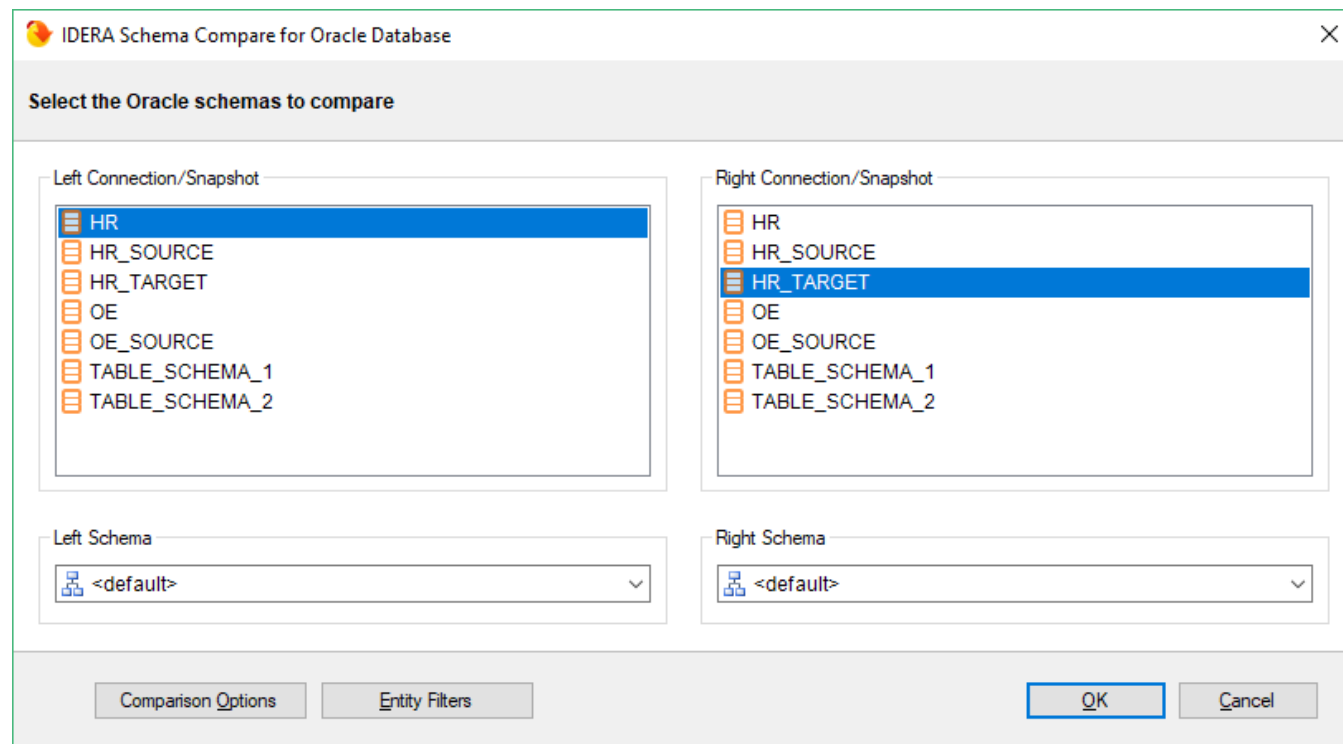 IDERA Schema Compare for Oracle Database
Select the Oracle schemas to compare
Left Connection/Snapshot
HR
HR_SOURCE
HR_TARGET
OE
OE_SOURCE
TABLE_SCHEMA_1
TABLE_SCHEMA_2
Right Connection/Snapshot
HR
HR_SOURCE
HR_TARGET
OE
OE_SOURCE
TABLE_SCHEMA_1
TABLE_SCHEMA_2
Left Schema
<default>
Right Schema
<default>
Comparison Options
Entity Filters
OK
Cancel